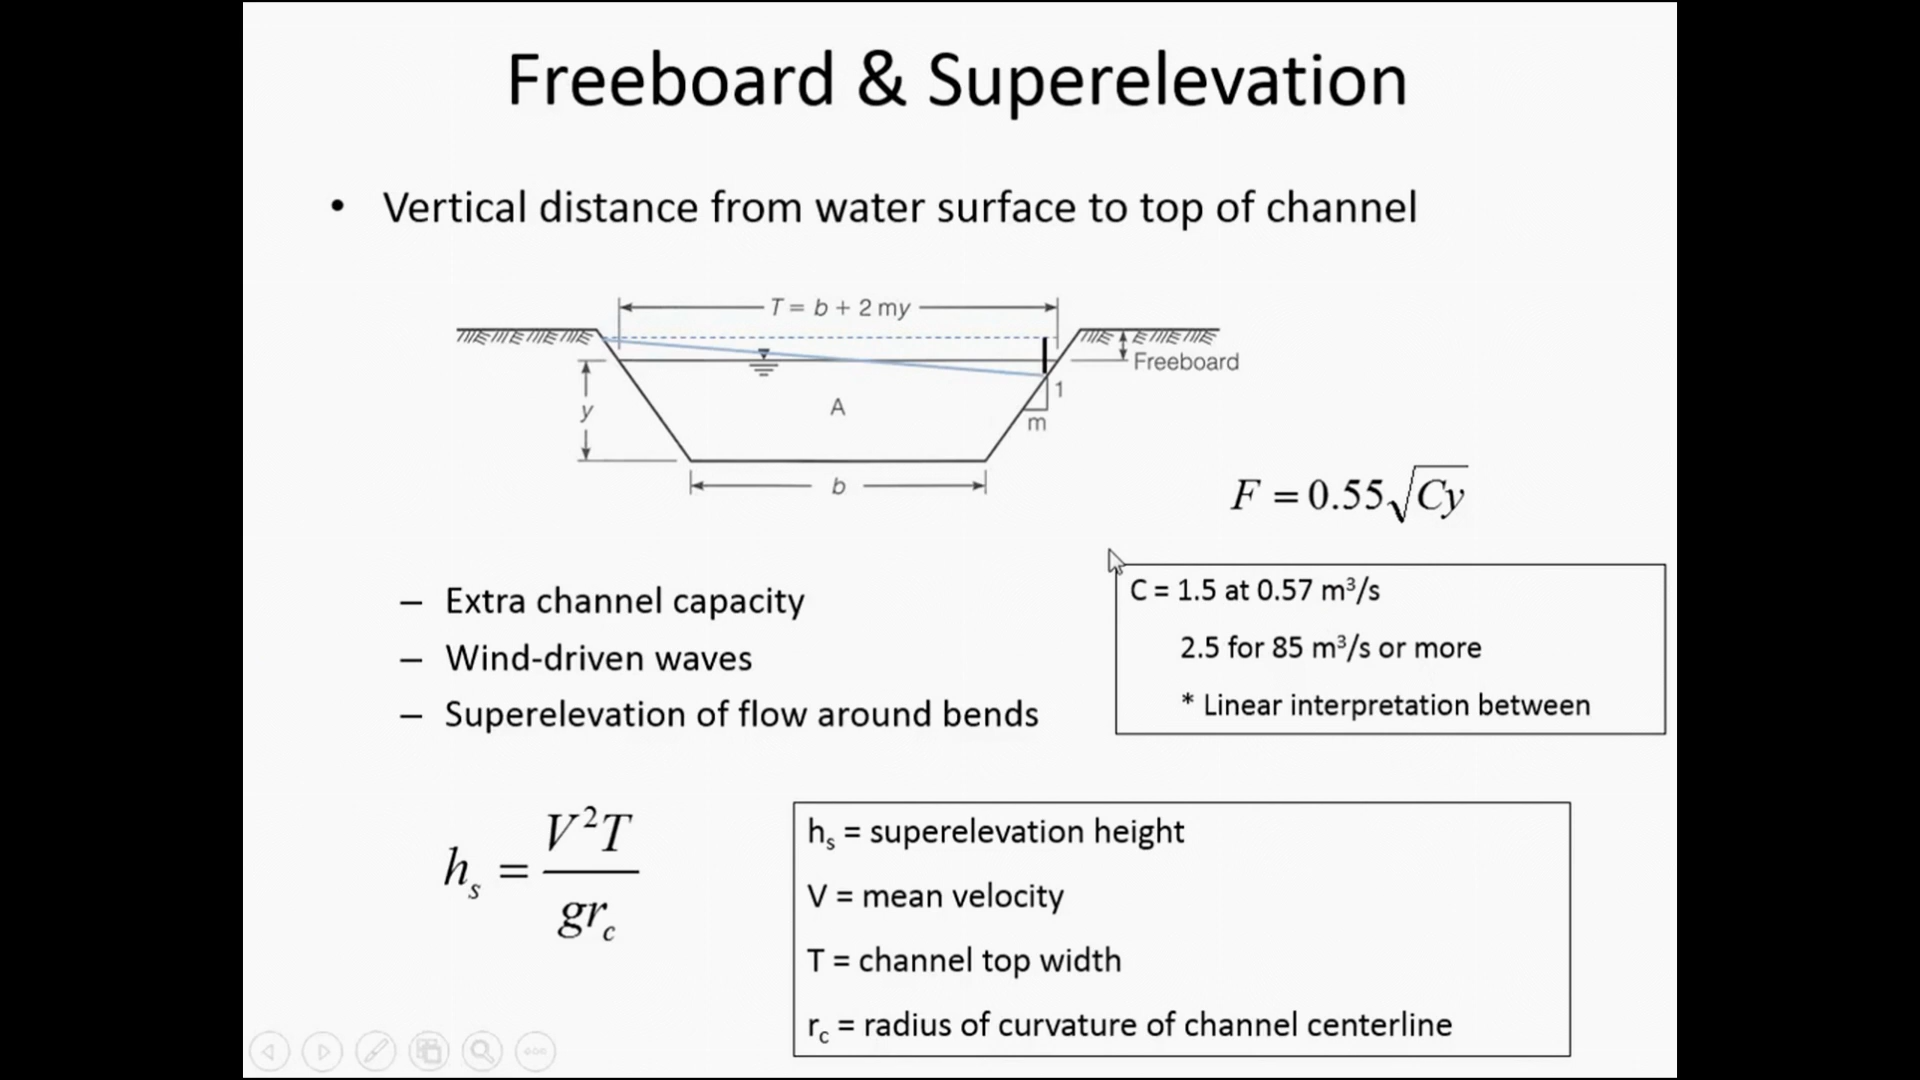 Freeboard & Superelevation
• Vertical distance from water surface to top of channel
T = b + 2 my
Freeboard
1
y
A
m
b
F = 0.55√Cy
– Extra channel capacity
– Wind-driven waves
– Superelevation of flow around bends
C = 1.5 at 0.57 m³/s
2.5 for 85 m³/s or more
* Linear interpretation between
hₛ = V²T / gr꜀
hₛ = superelevation height
V = mean velocity
T = channel top width
r꜀ = radius of curvature of channel centerline